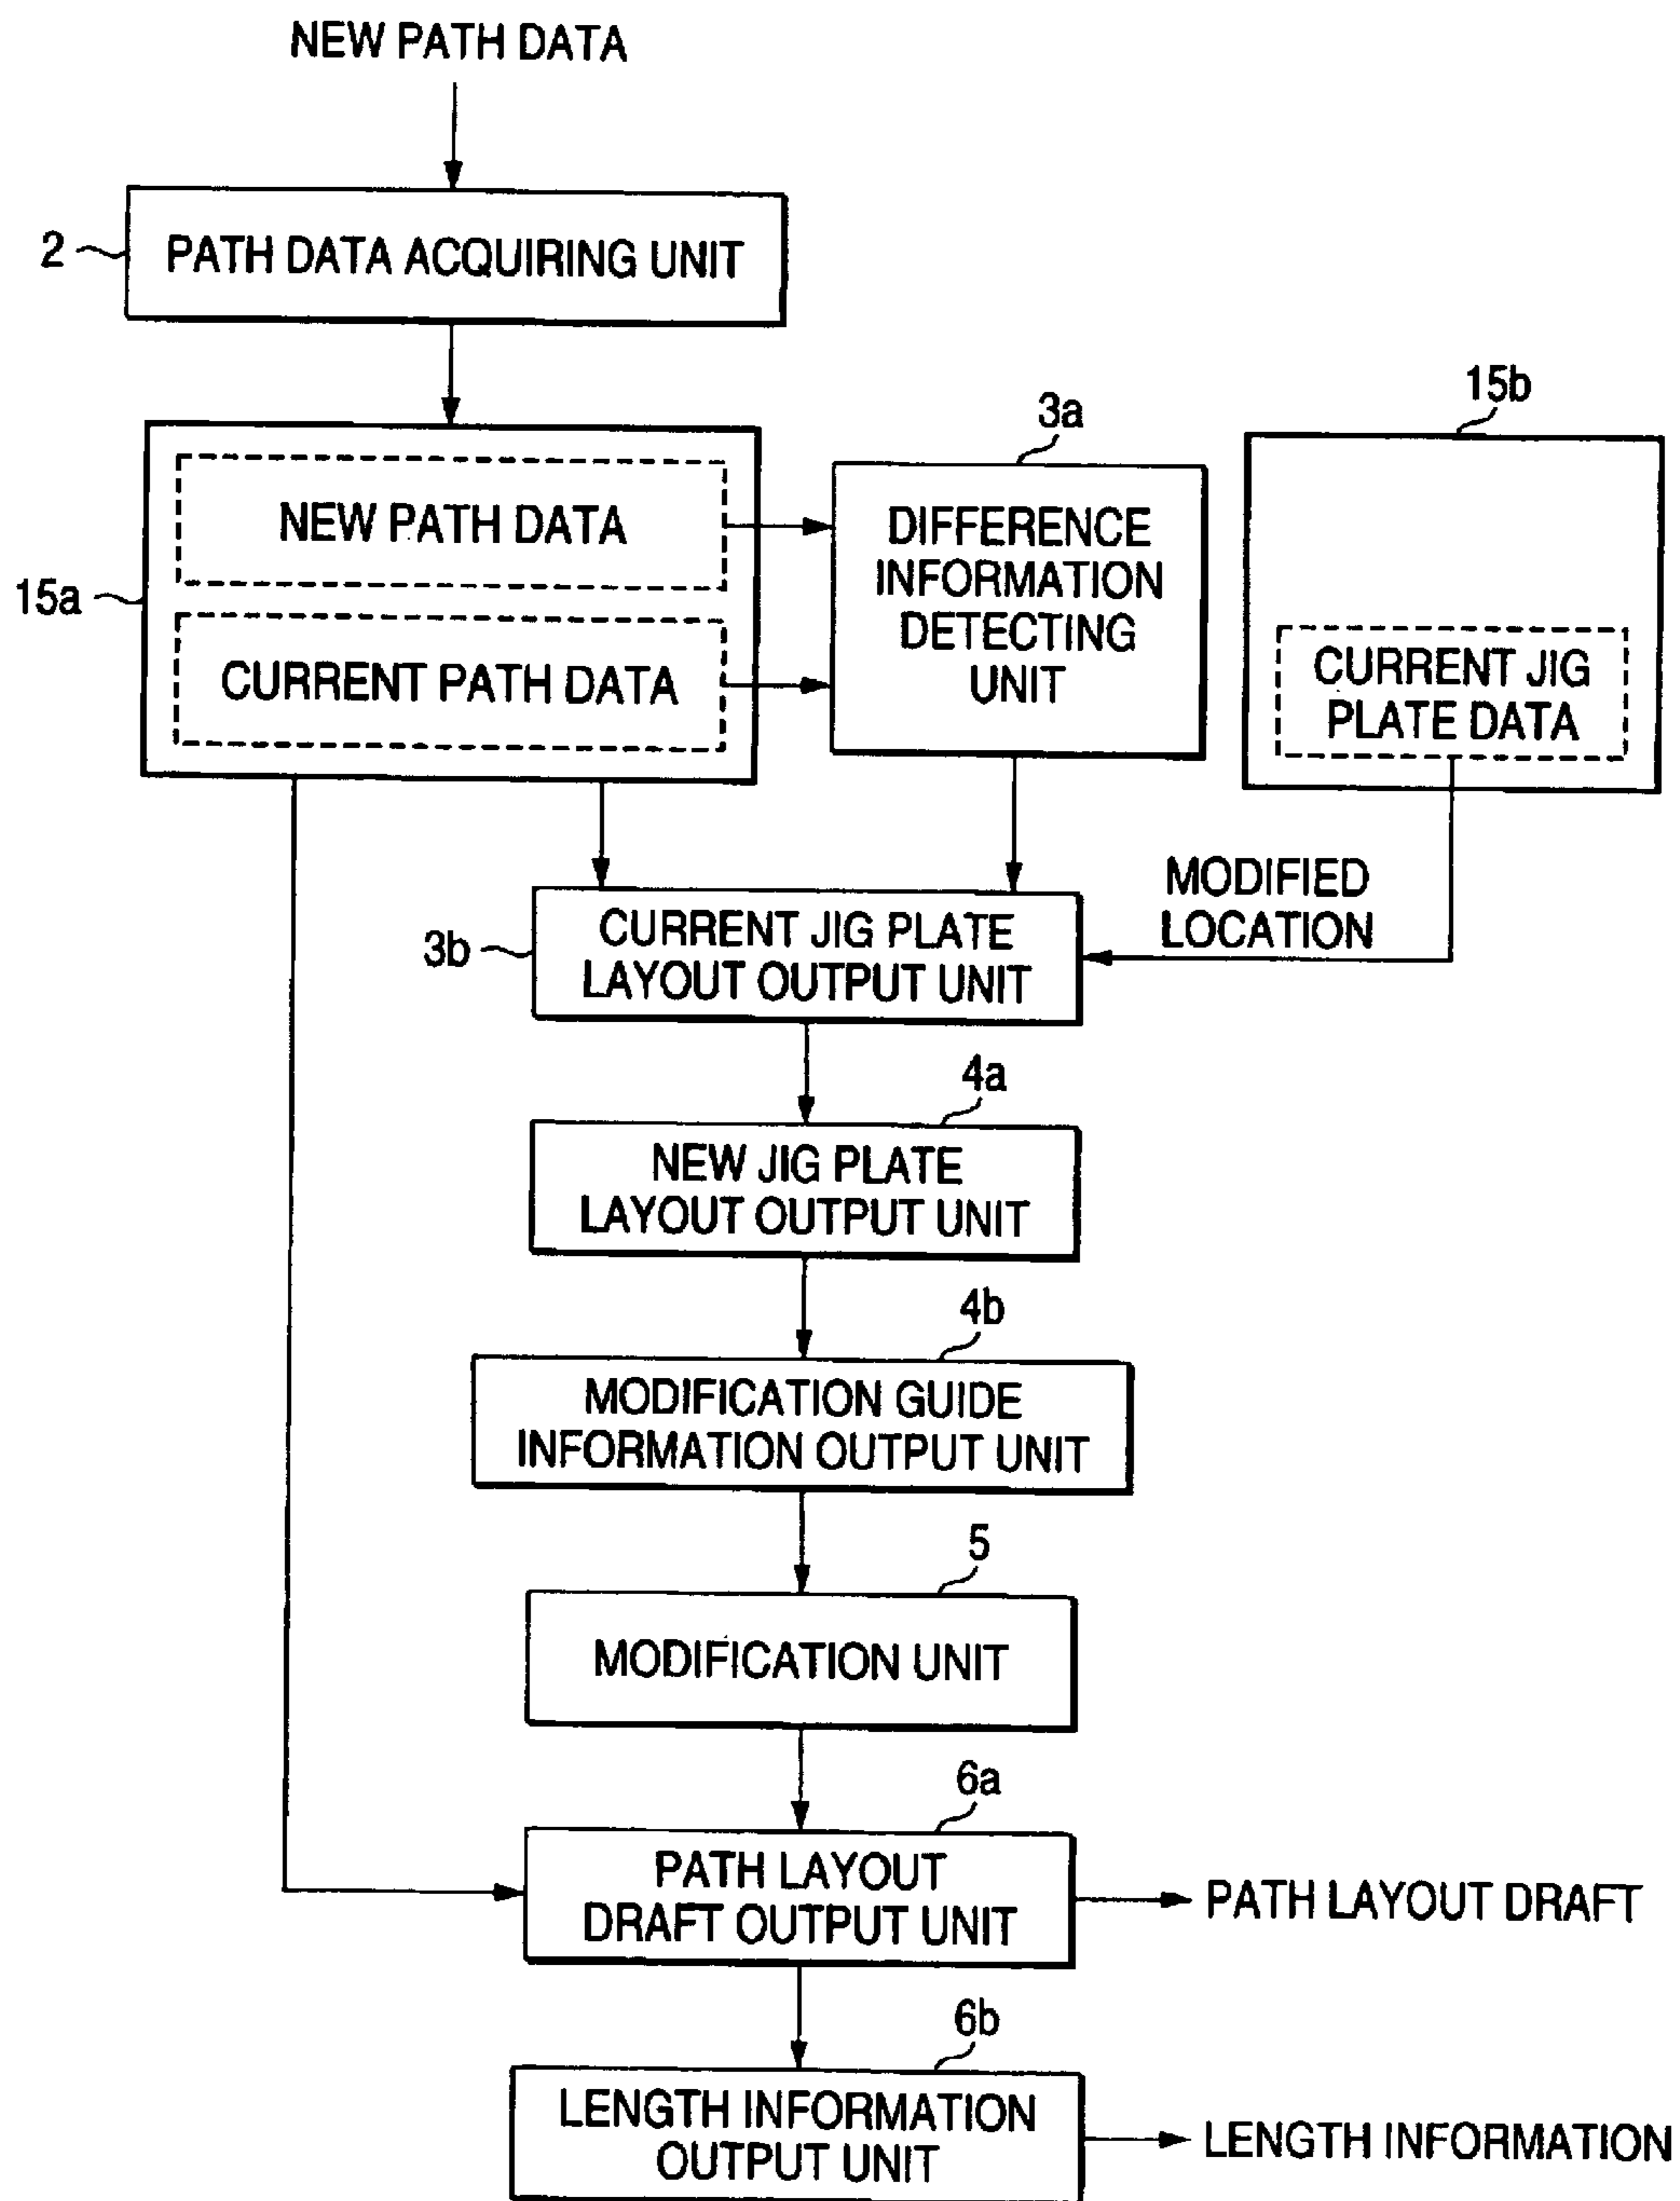 NEW PATH DATA
2
PATH DATA ACQUIRING UNIT
15a
NEW PATH DATA
CURRENT PATH DATA
3a
DIFFERENCE
INFORMATION
DETECTING
UNIT
15b
CURRENT JIG
PLATE DATA
MODIFIED
LOCATION
3b
CURRENT JIG PLATE
LAYOUT OUTPUT UNIT
4a
NEW JIG PLATE
LAYOUT OUTPUT UNIT
4b
MODIFICATION GUIDE
INFORMATION OUTPUT UNIT
5
MODIFICATION UNIT
6a
PATH LAYOUT
DRAFT OUTPUT UNIT
PATH LAYOUT DRAFT
6b
LENGTH INFORMATION
OUTPUT UNIT
LENGTH INFORMATION